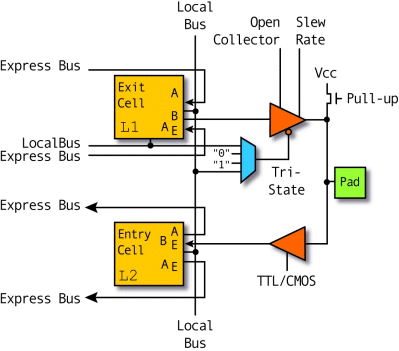 Local
Bus
Open
Collector
Slew
Rate
Express Bus
Vcc
Exit
Cell
A
B
A E
L1
Pull-up
LocalBus
Express Bus
"0"
"1"
Tri-
State
Pad
Express Bus
Entry
Cell
A
B E
A E
L2
TTL/CMOS
Express Bus
Local
Bus